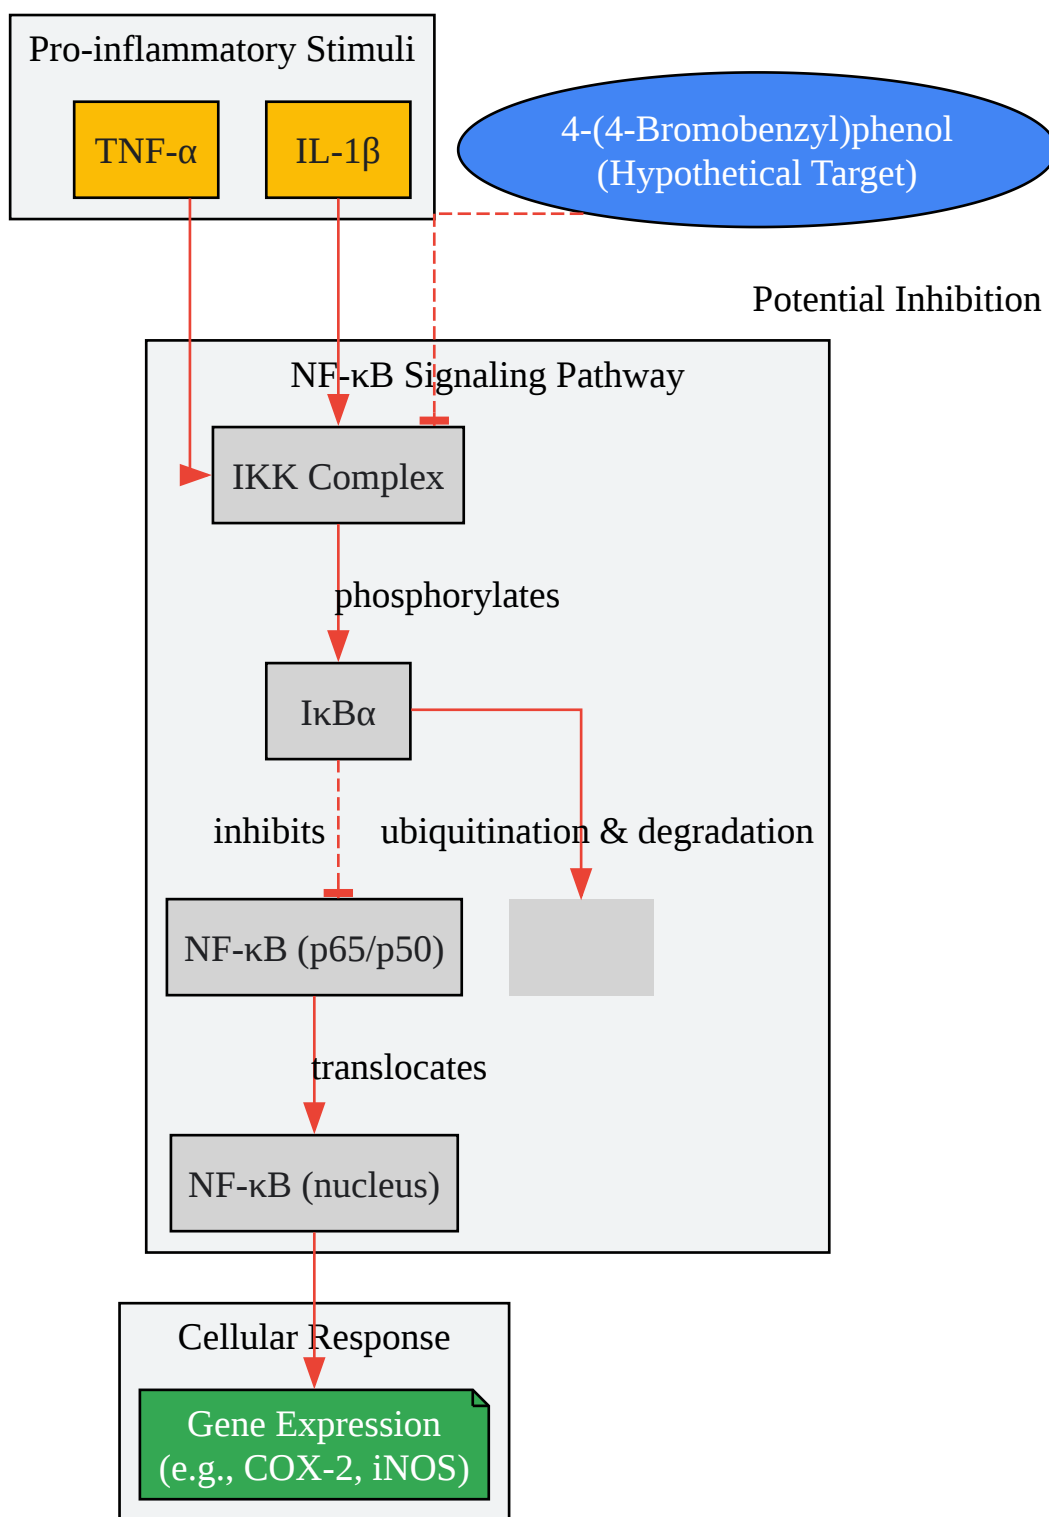 Pro-inflammatory Stimuli
TNF-α
IL-1β
4-(4-Bromobenzyl)phenol
(Hypothetical Target)
Potential Inhibition
NF-κB Signaling Pathway
IKK Complex
phosphorylates
IκBα
inhibits
ubiquitination & degradation
NF-κB (p65/p50)
translocates
NF-κB (nucleus)
Cellular Response
Gene Expression
(e.g., COX-2, iNOS)